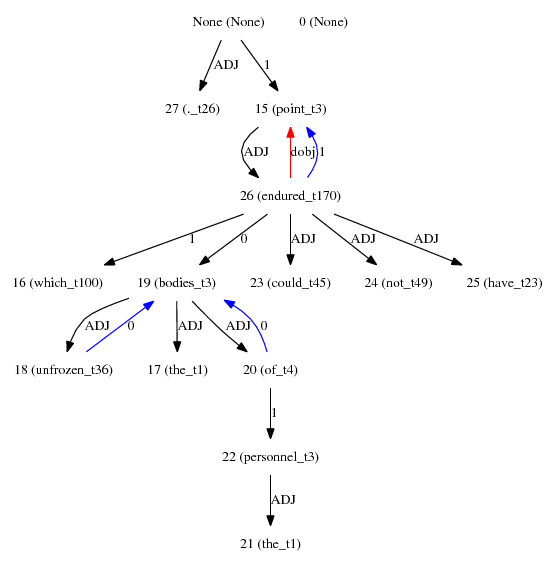 None (None) 0 (None)
ADJ 1
27 (._t26) 15 (point_t3)
ADJ dobj 1
26 (endured_t170)
1 0 ADJ ADJ ADJ
16 (which_t100) 19 (bodies_t3) 23 (could_t45) 24 (not_t49) 25 (have_t23)
ADJ 0 ADJ ADJ 0
18 (unfrozen_t36) 17 (the_t1) 20 (of_t4)
1
22 (personnel_t3)
ADJ
21 (the_t1)